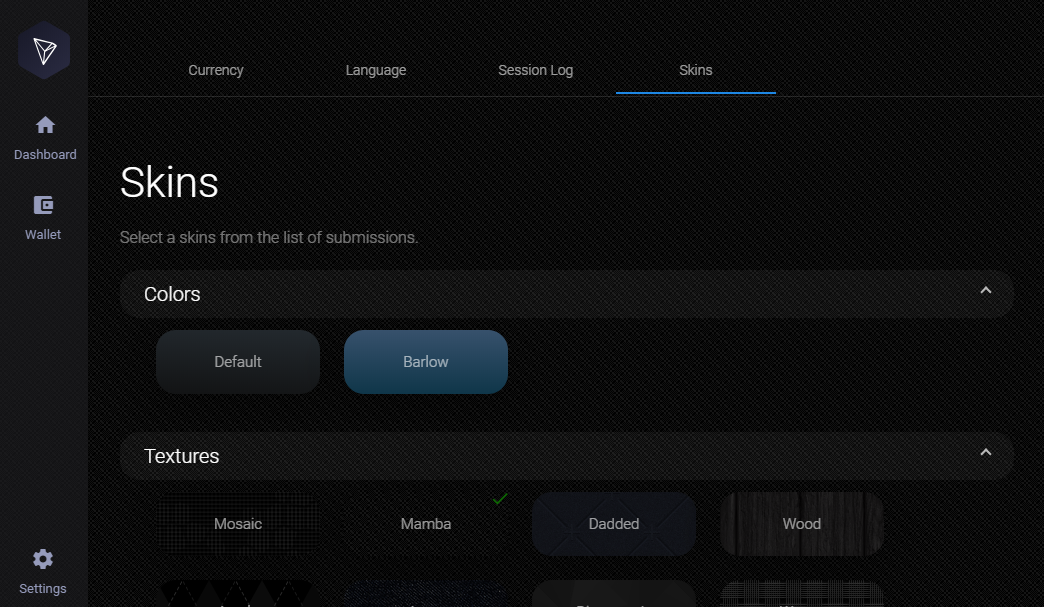 Currency
Language
Session Log
Skins
Dashboard
Wallet
Settings
Skins
Select a skins from the list of submissions.
Colors
Default
Barlow
Textures
Mosaic
Mamba
Dadded
Wood